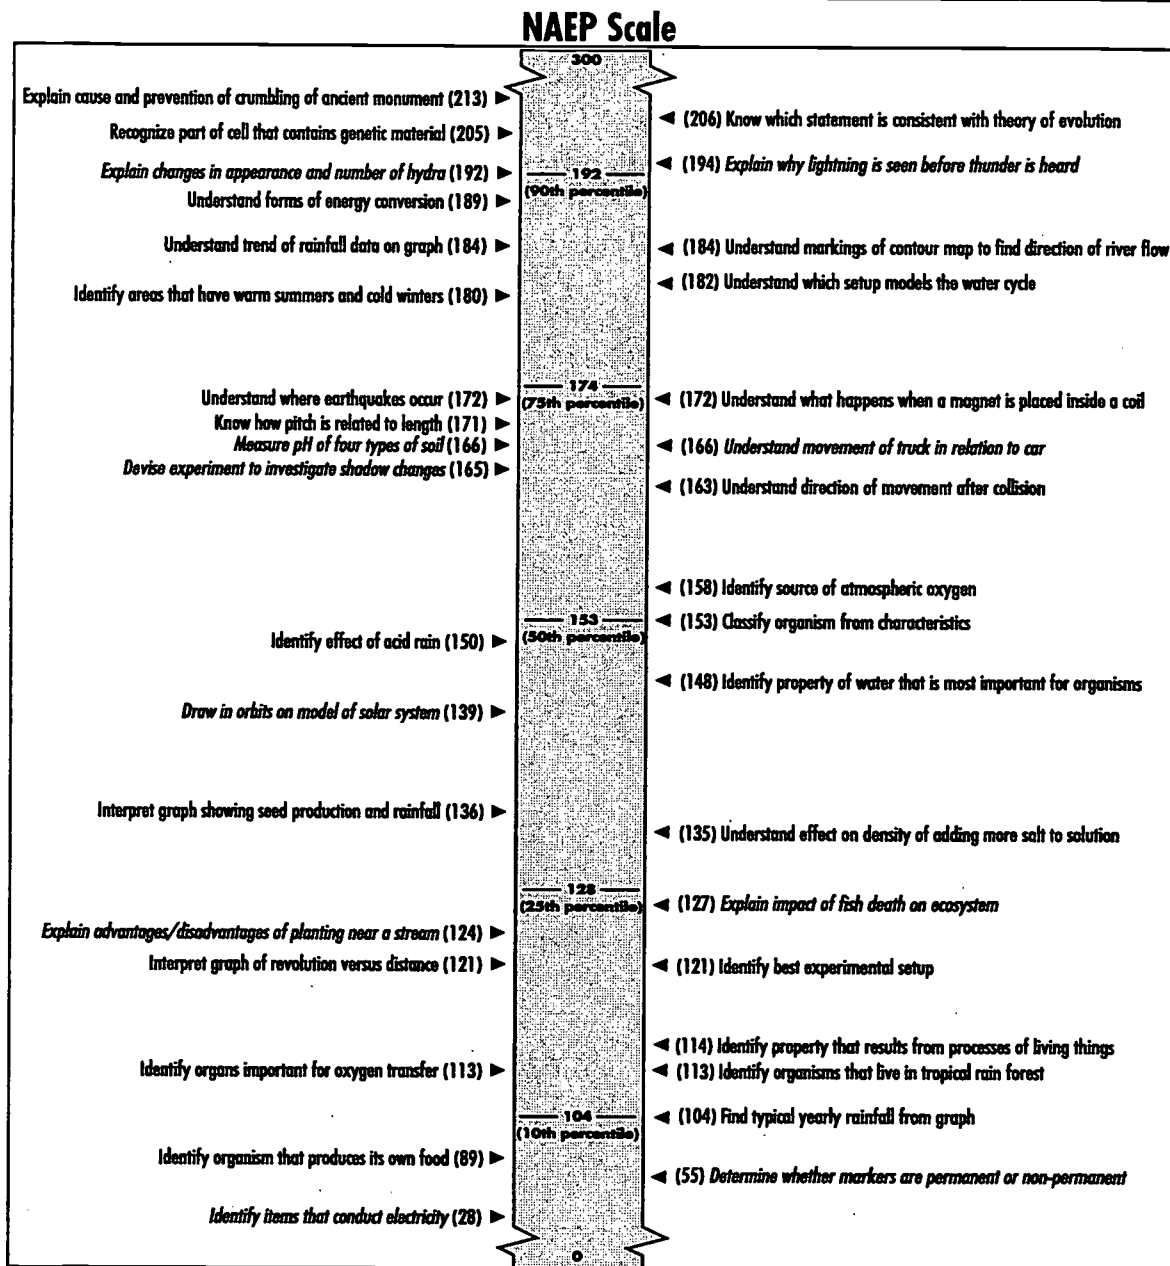 NAEP Scale
300
Explain cause and prevention of crumbling of ancient monument (213) ►
◄ (206) Know which statement is consistent with theory of evolution
Recognize part of cell that contains genetic material (205) ►
◄ (194) Explain why lightning is seen before thunder is heard
Explain changes in appearance and number of hydra (192) ►
192
(90th percentile)
Understand forms of energy conversion (189) ►
Understand trend of rainfall data on graph (184) ►
◄ (184) Understand markings of contour map to find direction of river flow
◄ (182) Understand which setup models the water cycle
Identify areas that have warm summers and cold winters (180) ►
174
(75th percentile)
Understand where earthquakes occur (172) ►
◄ (172) Understand what happens when a magnet is placed inside a coil
Know how pitch is related to length (171) ►
Measure pH of four types of soil (166) ►
◄ (166) Understand movement of truck in relation to car
Devise experiment to investigate shadow changes (165) ►
◄ (163) Understand direction of movement after collision
◄ (158) Identify source of atmospheric oxygen
153
(50th percentile)
◄ (153) Classify organism from characteristics
Identify effect of acid rain (150) ►
◄ (148) Identify property of water that is most important for organisms
Draw in orbits on model of solar system (139) ►
Interpret graph showing seed production and rainfall (136) ►
◄ (135) Understand effect on density of adding more salt to solution
128
(25th percentile)
◄ (127) Explain impact of fish death on ecosystem
Explain advantages/disadvantages of planting near a stream (124) ►
Interpret graph of revolution versus distance (121) ►
◄ (121) Identify best experimental setup
◄ (114) Identify property that results from processes of living things
Identify organs important for oxygen transfer (113) ►
◄ (113) Identify organisms that live in tropical rain forest
104
(10th percentile)
◄ (104) Find typical yearly rainfall from graph
Identify organism that produces its own food (89) ►
◄ (55) Determine whether markers are permanent or non-permanent
Identify items that conduct electricity (28) ►
0